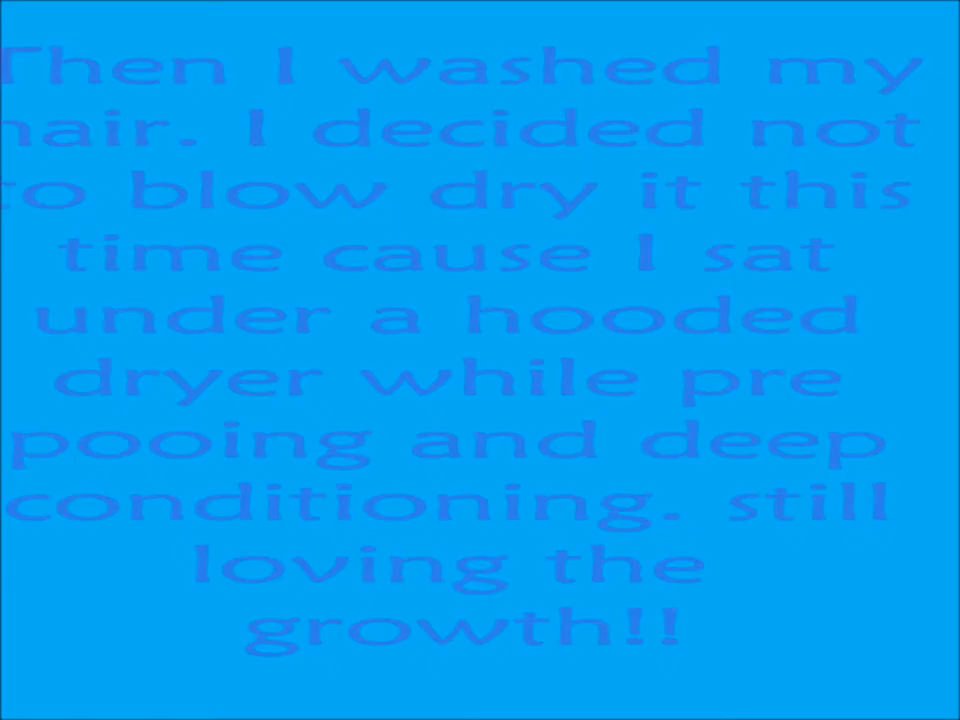 Then I washed my
hair. I decided not
to blow dry it this
time cause I sat
under a hooded
dryer while pre
pooing and deep
conditioning. still
loving the
growth!!